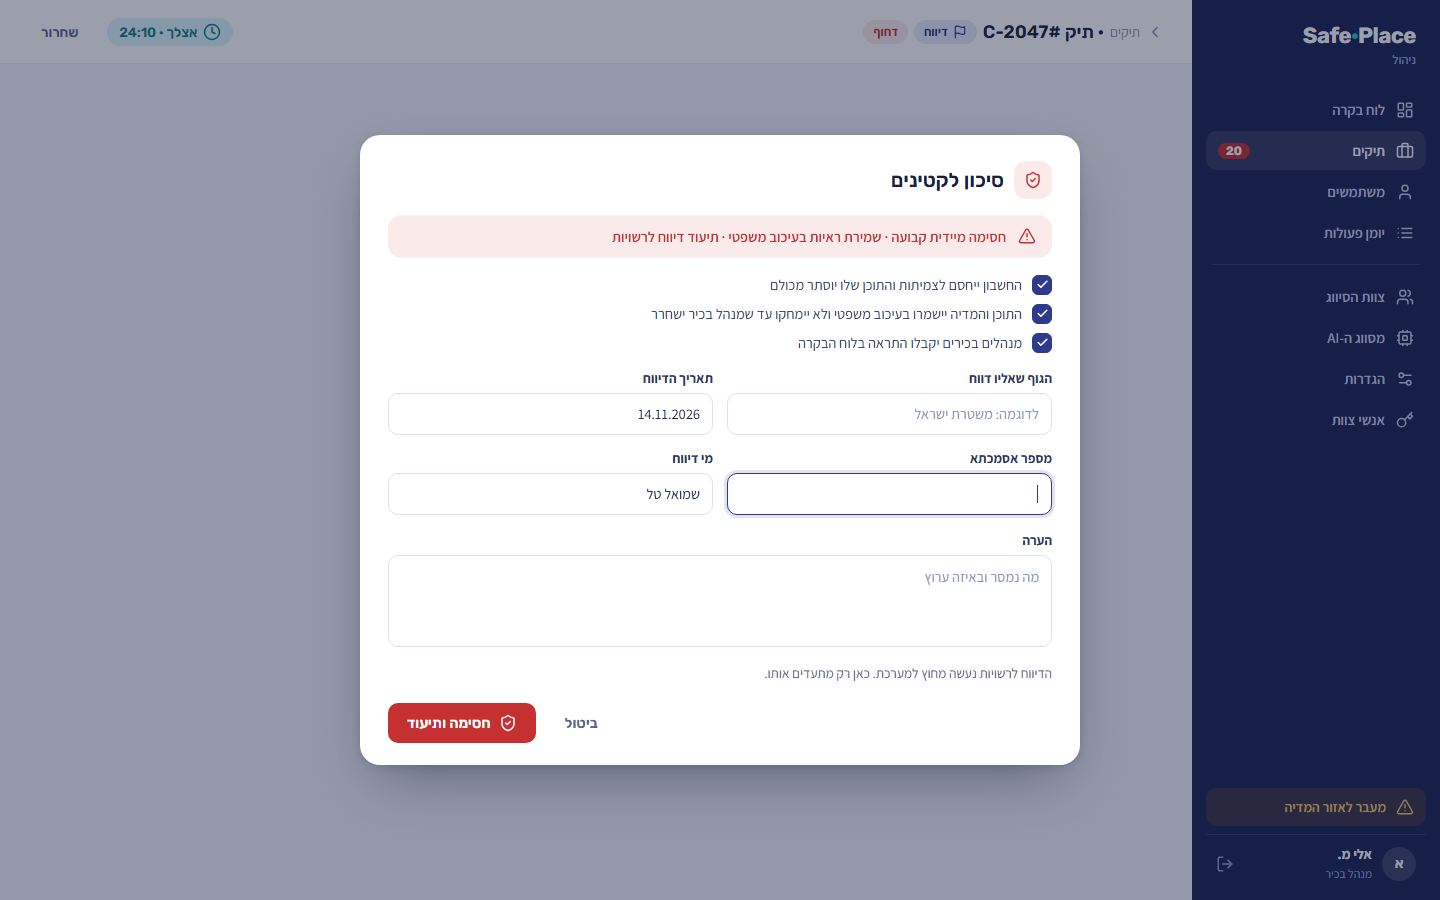 Safe•Place
ניהול
לוח בקרה
תיקים 20
משתמשים
יומן פעולות
צוות הסיווג
מסווג ה-AI
הגדרות
אנשי צוות
מעבר לאזור המדיה
א
אלי מ.
מנהל בכיר
תיקים • תיק #C-2047 דיווח דחוף
אצלך • 24:10
שחרור
סיכון לקטינים
חסימה מיידית קבועה · שמירת ראיות בעיכוב משפטי · תיעוד דיווח לרשויות
החשבון ייחסם לצמיתות והתוכן שלו יוסתר מכולם
התוכן והמדיה יישמרו בעיכוב משפטי ולא יימחקו עד שמנהל בכיר ישחרר
מנהלים בכירים יקבלו התראה בלוח הבקרה
הגוף שאליו דווח
לדוגמה: משטרת ישראל
תאריך הדיווח
14.11.2026
מספר אסמכתא
מי דיווח
שמואל טל
הערה
מה נמסר ובאיזה ערוץ
הדיווח לרשויות נעשה מחוץ למערכת. כאן רק מתעדים אותו.
ביטול
חסימה ותיעוד